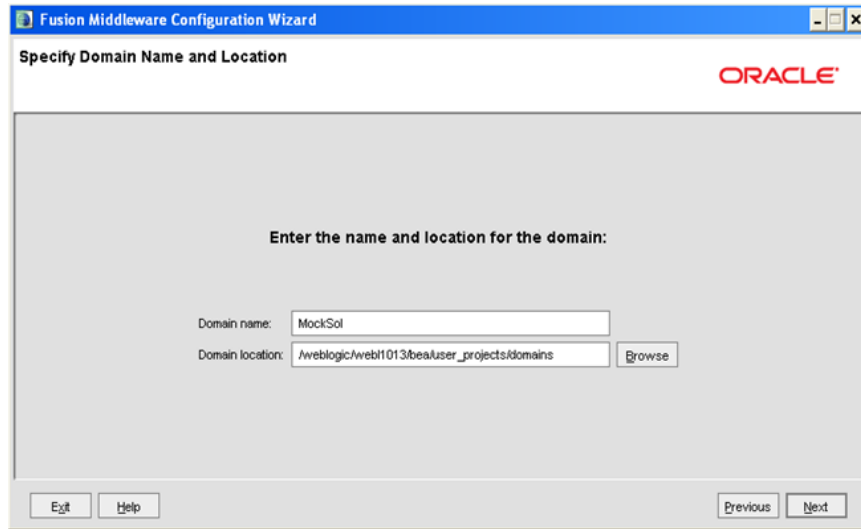 Fusion Middleware Configuration Wizard
Specify Domain Name and Location
ORACLE
Enter the name and location for the domain:
Domain name: MockSol
Domain location: /weblogic/webl1013/bea/user_projects/domains Browse
Exit Help Previous Next